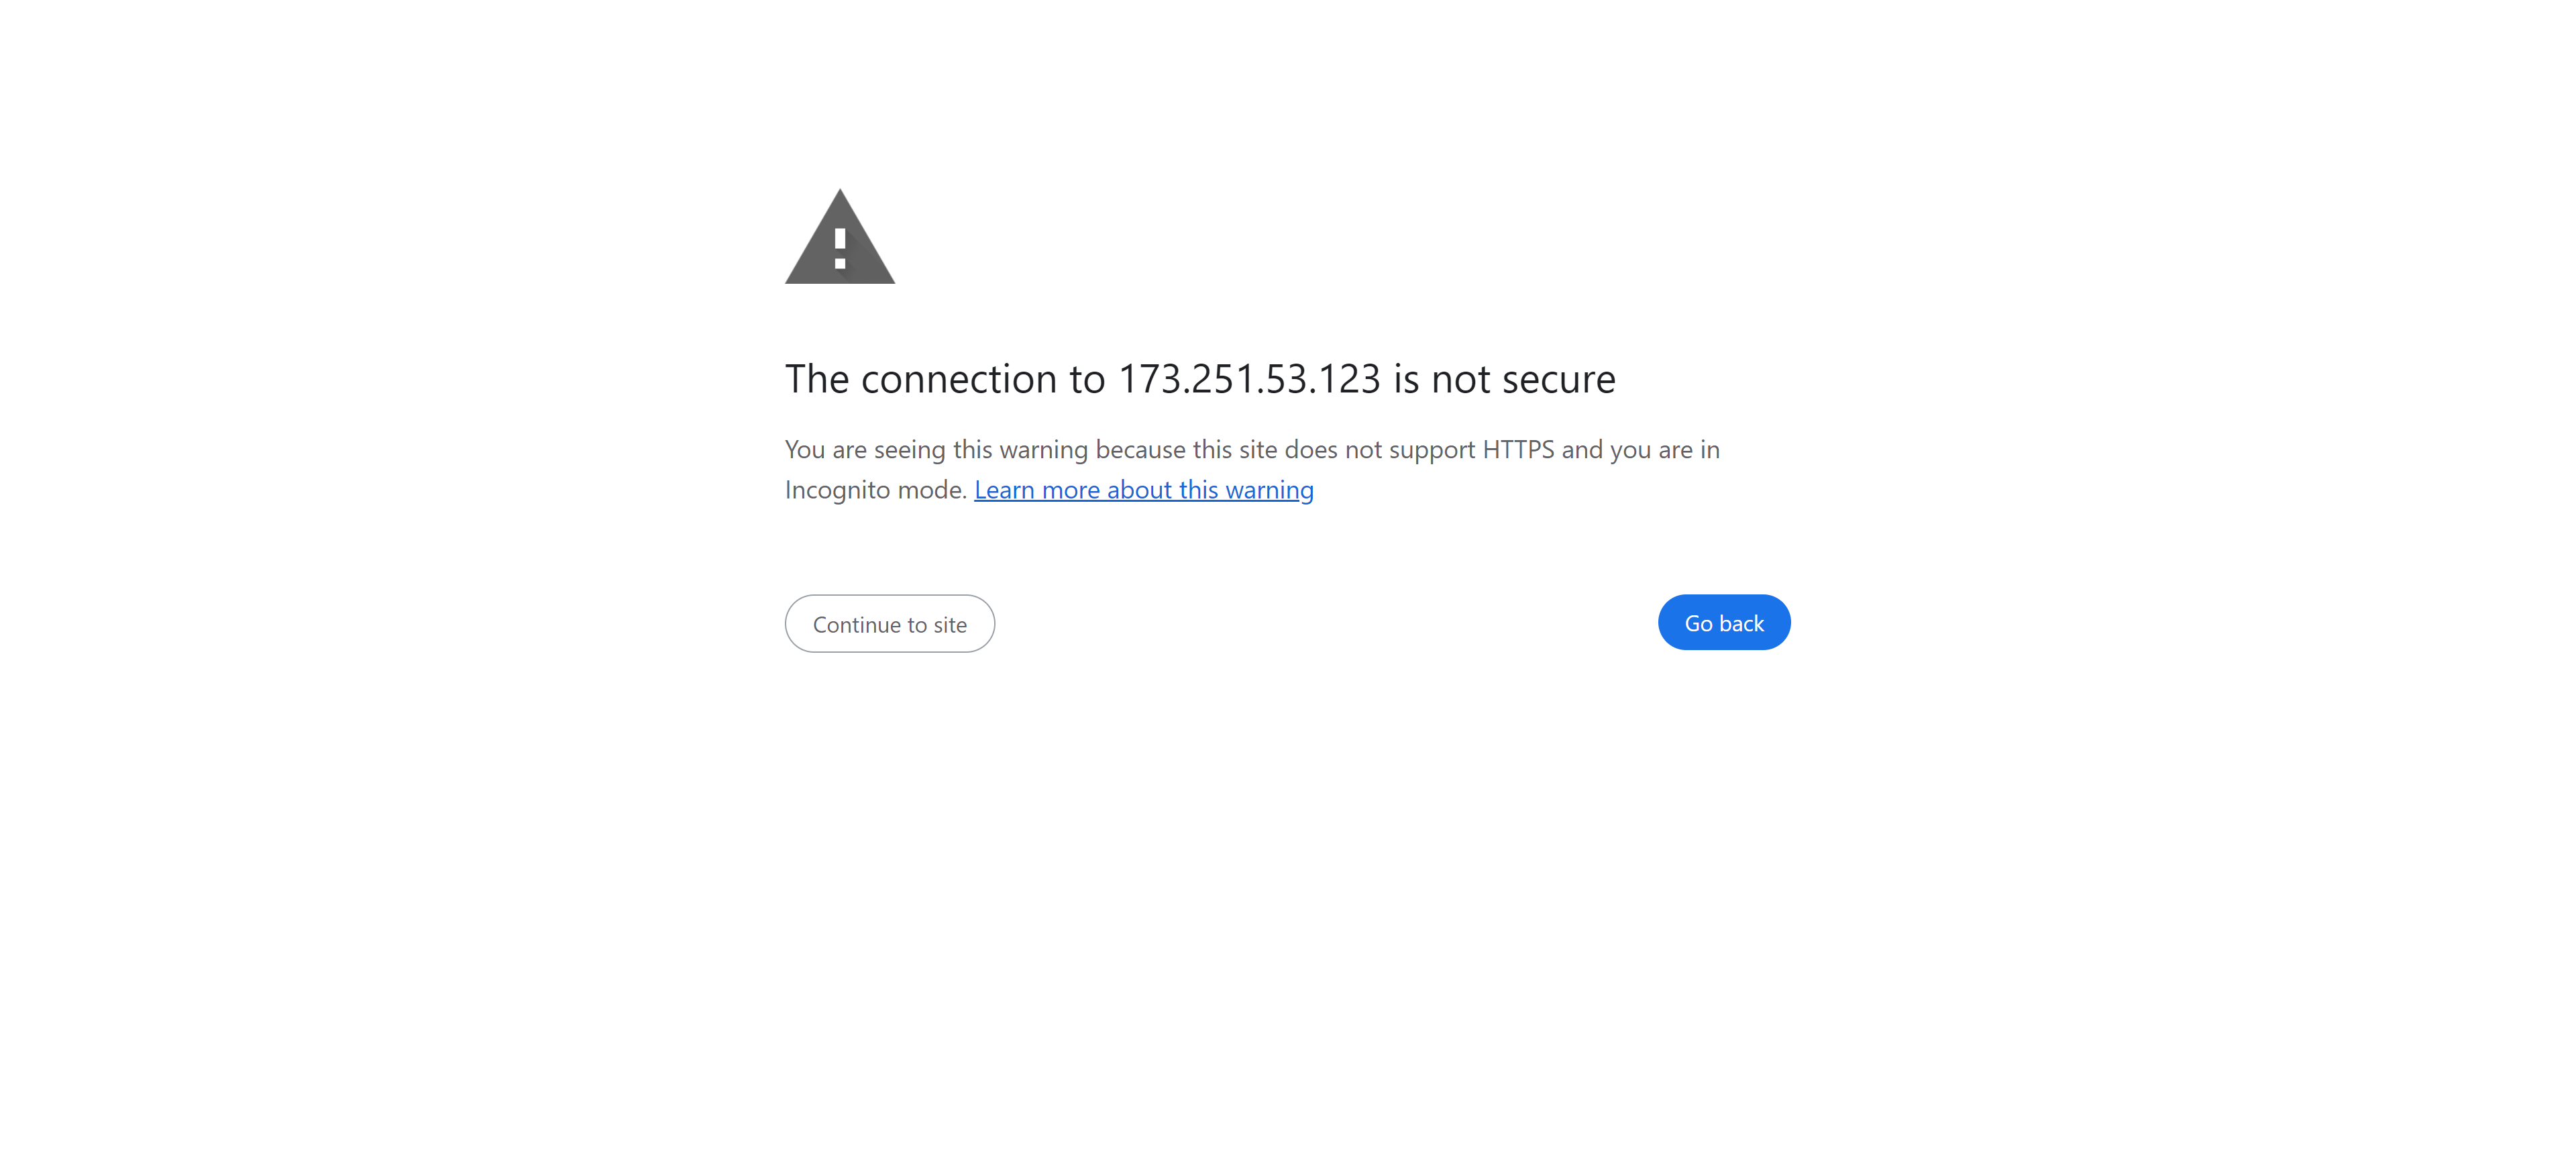 The connection to 173.251.53.123 is not secure
You are seeing this warning because this site does not support HTTPS and you are in
Incognito mode. Learn more about this warning
Continue to site
Go back